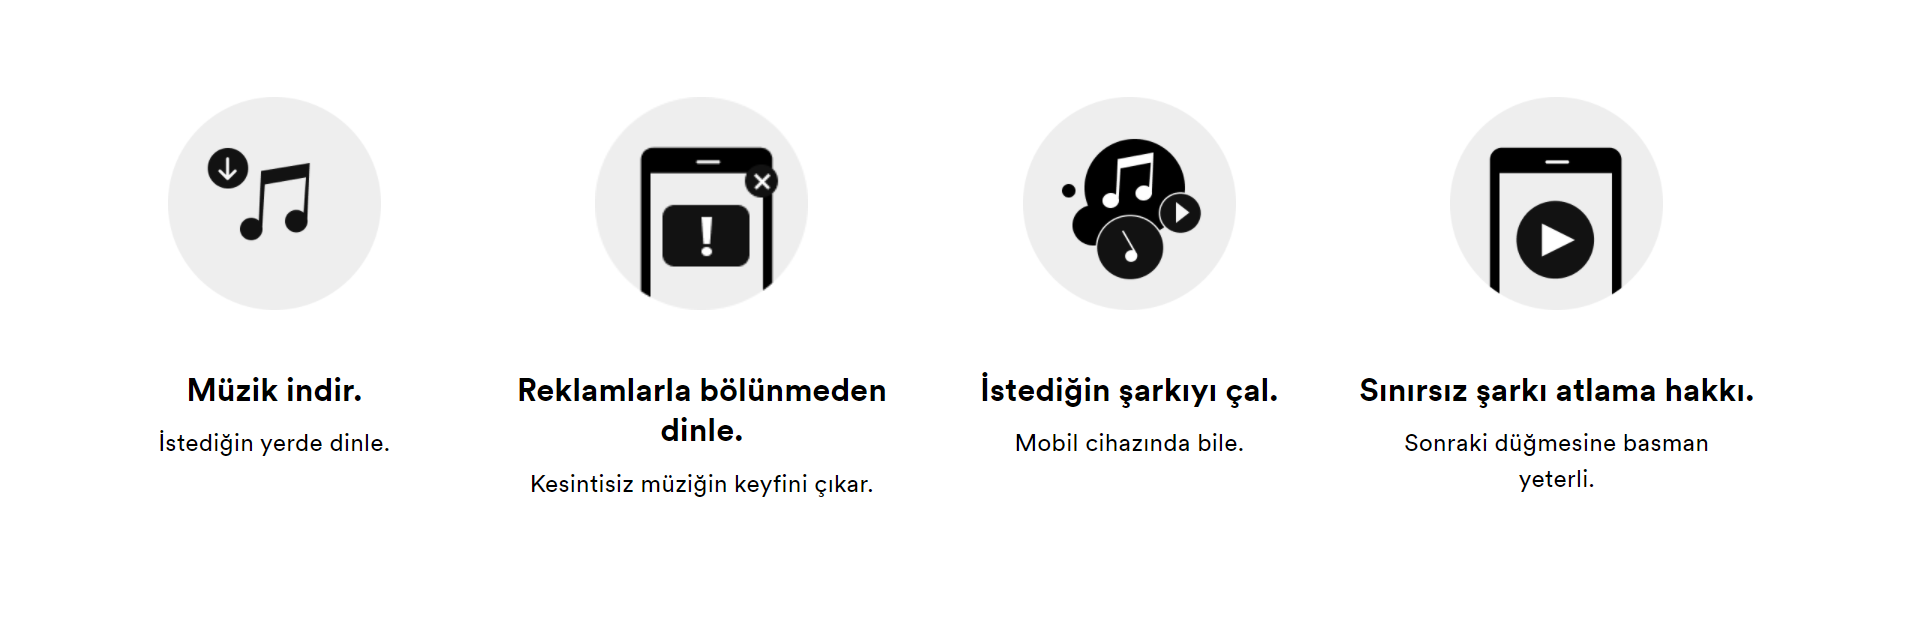 Müzik indir.
İstediğin yerde dinle.
Reklamlarla bölünmeden
dinle.
Kesintisiz müziğin keyfini çıkar.
İstediğin şarkıyı çal.
Mobil cihazında bile.
Sınırsız şarkı atlama hakkı.
Sonraki düğmesine basman
yeterli.